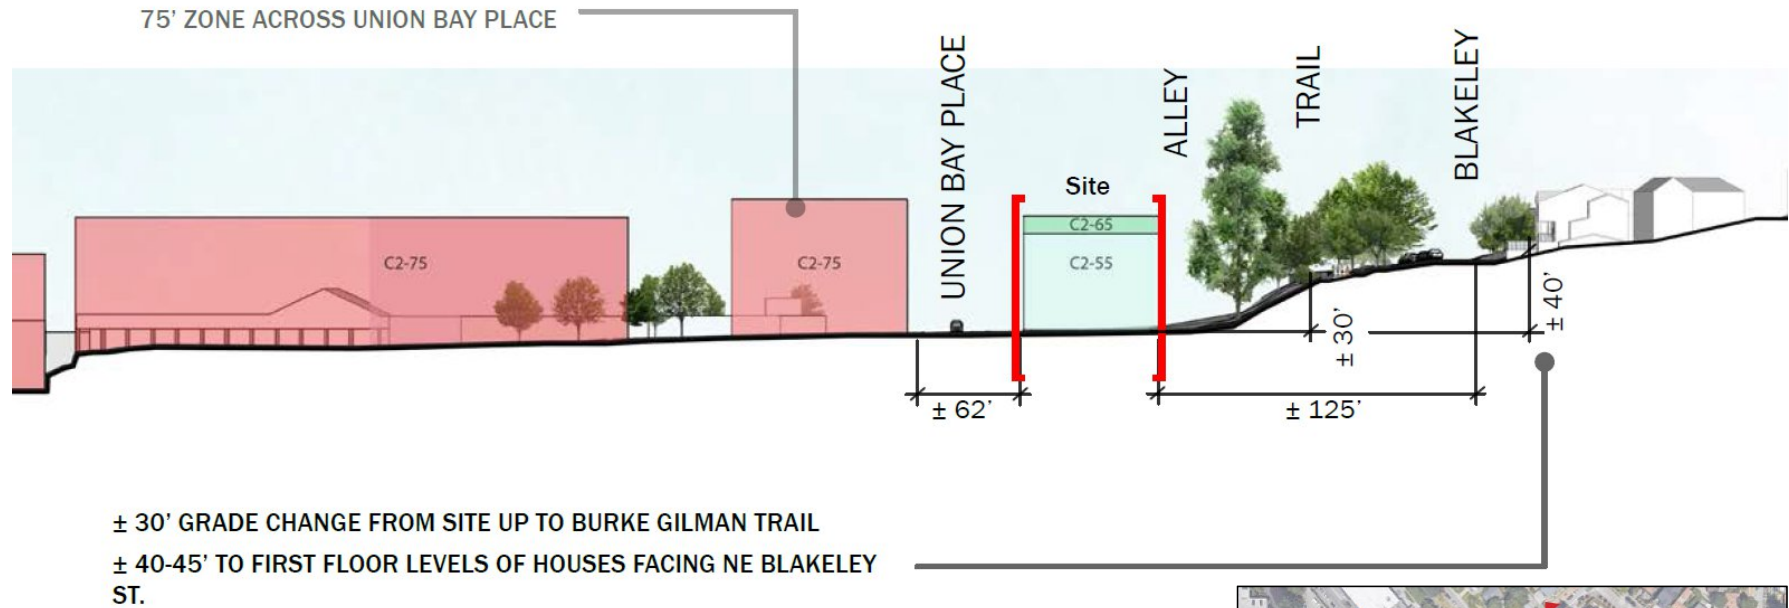 75' ZONE ACROSS UNION BAY PLACE
UNION BAY PLACE
ALLEY
TRAIL
BLAKELEY
Site
C2-65
C2-75
C2-75
C2-55
± 30'
± 40'
± 62'
± 125'
± 30' GRADE CHANGE FROM SITE UP TO BURKE GILMAN TRAIL
± 40-45' TO FIRST FLOOR LEVELS OF HOUSES FACING NE BLAKELEY
ST.